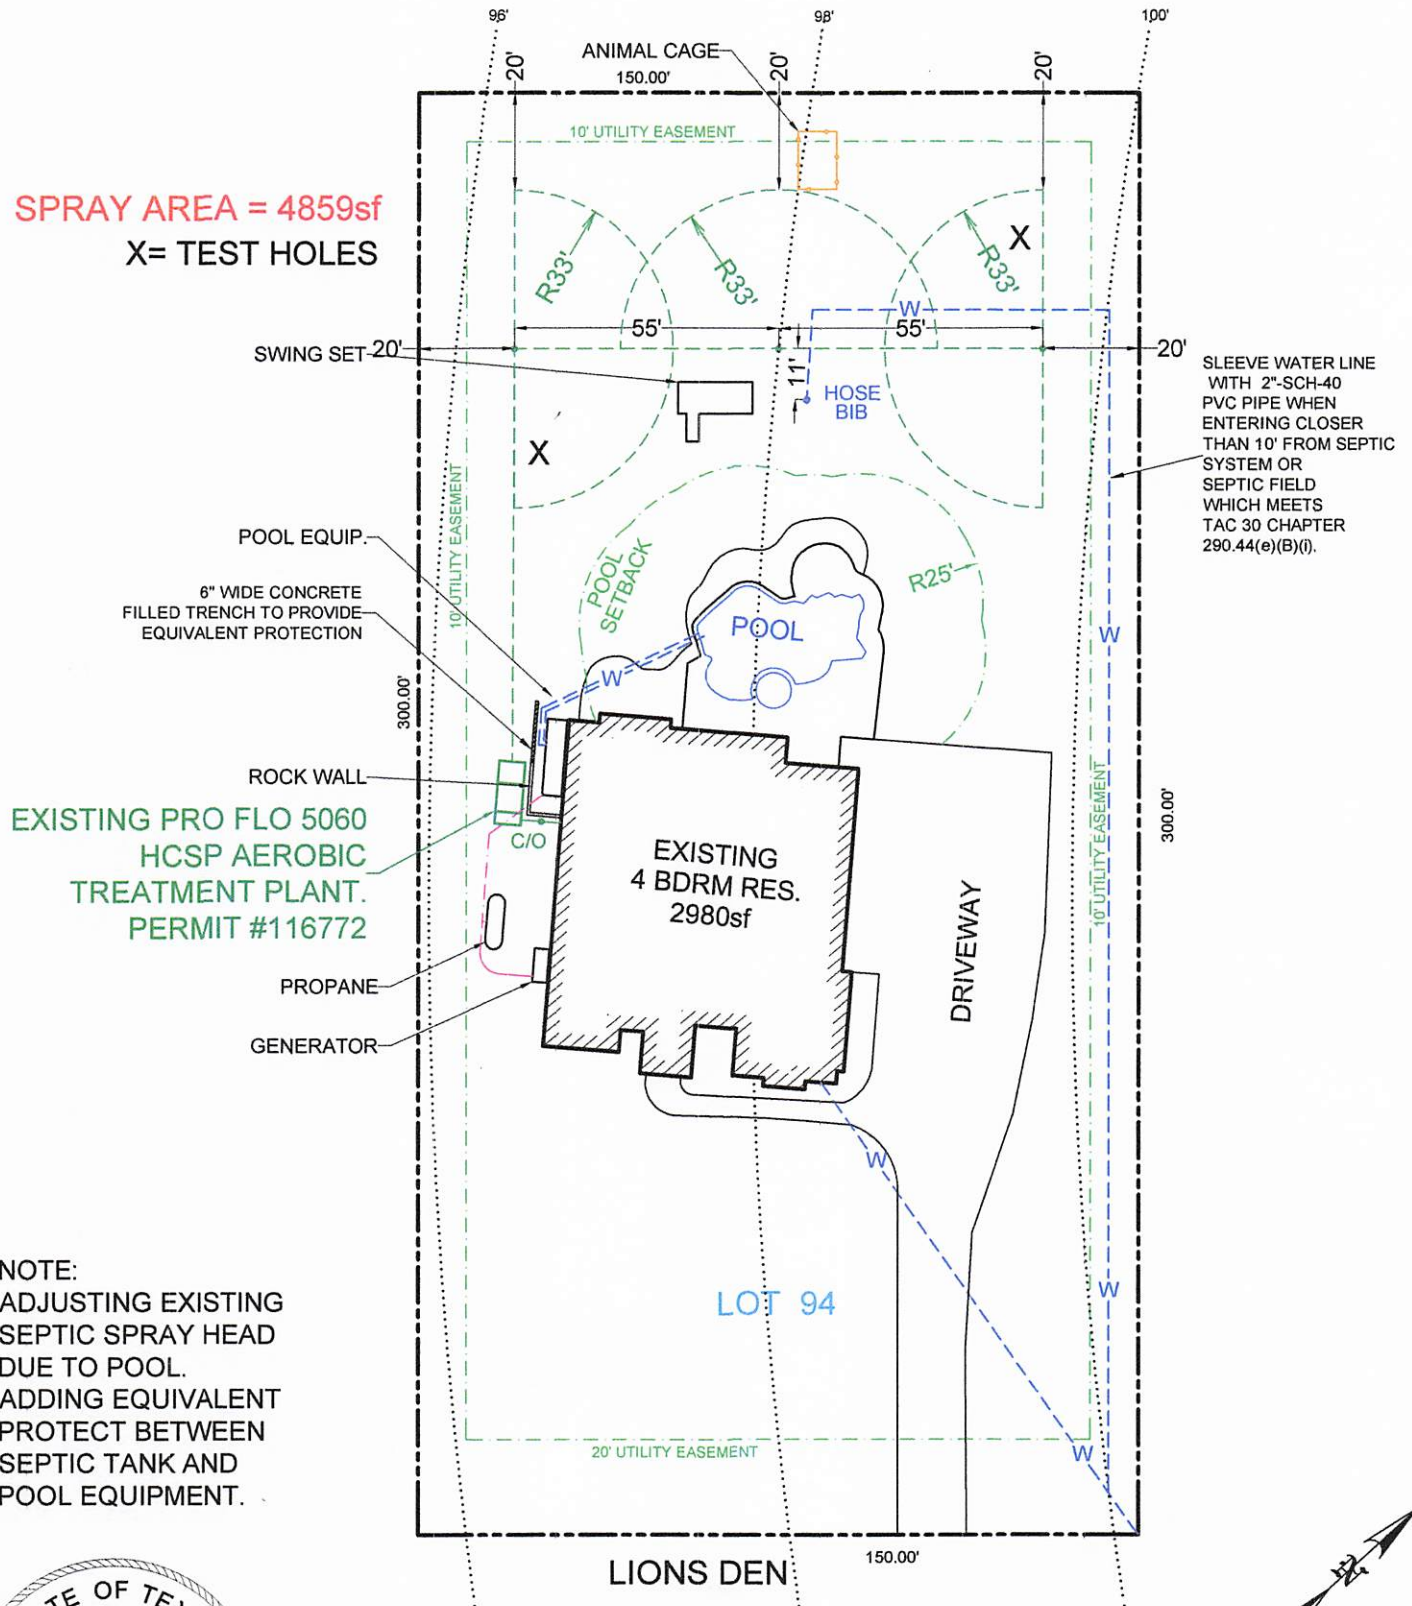 96'
98'
100'
ANIMAL CAGE
150.00'
20'
20'
20'
10' UTILITY EASEMENT
SPRAY AREA = 4859sf
X= TEST HOLES
X
R33'
R33'
R33'
W
55'
55'
20'
20'
SWING SET
11'
HOSE
BIB
SLEEVE WATER LINE
WITH 2"-SCH-40
PVC PIPE WHEN
ENTERING CLOSER
THAN 10' FROM SEPTIC
SYSTEM OR
SEPTIC FIELD
WHICH MEETS
TAC 30 CHAPTER
290.44(e)(B)(i).
X
10' UTILITY EASEMENT
POOL EQUIP.
POOL
SETBACK
R25'
6" WIDE CONCRETE
FILLED TRENCH TO PROVIDE
EQUIVALENT PROTECTION
POOL
W
W
300.00'
ROCK WALL
EXISTING PRO FLO 5060
HCSP AEROBIC
TREATMENT PLANT.
PERMIT #116772
C/O
EXISTING
4 BDRM RES.
2980sf
DRIVEWAY
10' UTILITY EASEMENT
300.00'
PROPANE
GENERATOR
W
NOTE:
ADJUSTING EXISTING
SEPTIC SPRAY HEAD
DUE TO POOL.
ADDING EQUIVALENT
PROTECT BETWEEN
SEPTIC TANK AND
POOL EQUIPMENT.
LOT 94
W
20' UTILITY EASEMENT
W
LIONS DEN
150.00'
N
TE OF TE